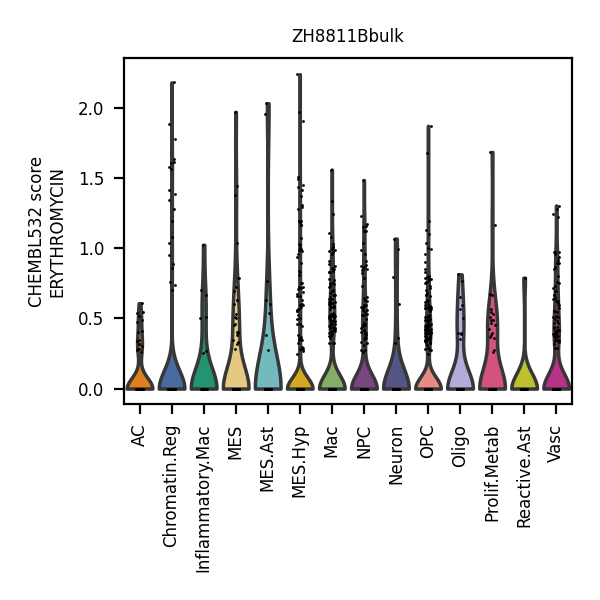 ZH8811Bbulk
CHEMBL532 score
ERYTHROMYCIN
2.0
1.5
1.0
0.5
0.0
AC
Chromatin.Reg
Inflammatory.Mac
MES
MES.Ast
MES.Hyp
Mac
NPC
Neuron
OPC
Oligo
Prolif.Metab
Reactive.Ast
Vasc